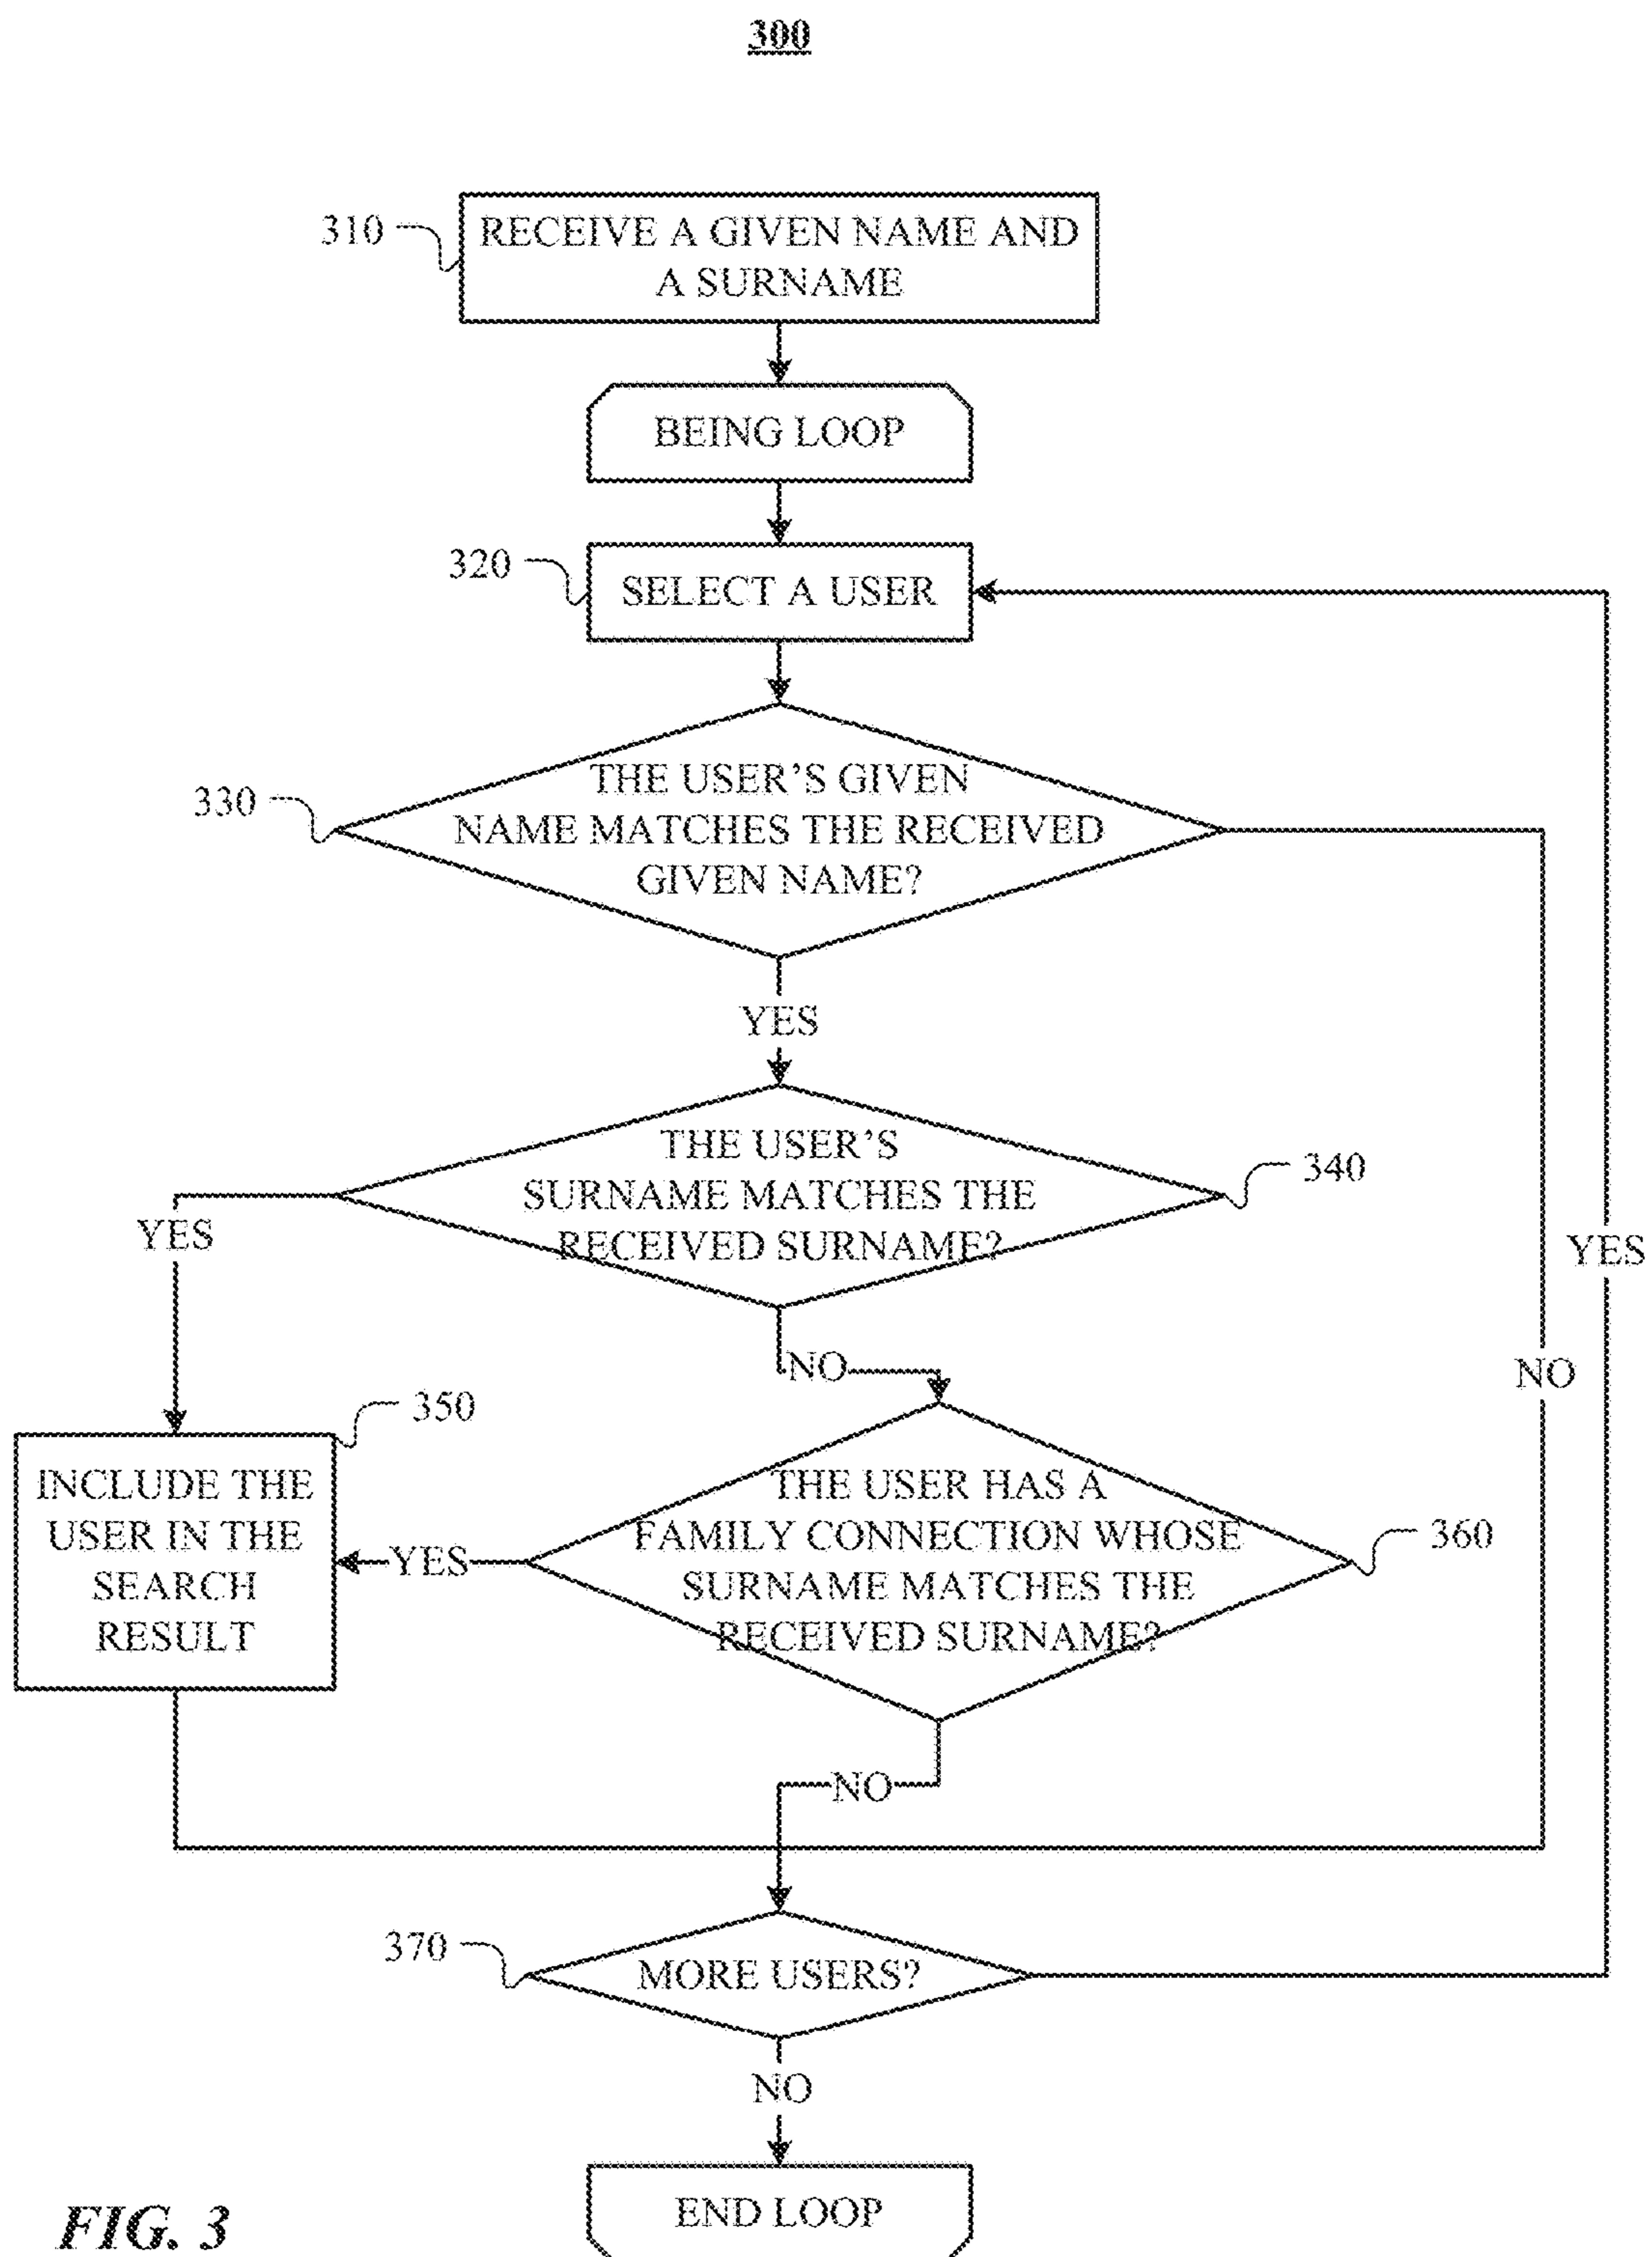 300
310
RECEIVE A GIVEN NAME AND
A SURNAME
BEING LOOP
320
SELECT A USER
330
THE USER'S GIVEN
NAME MATCHES THE RECEIVED
GIVEN NAME?
YES
THE USER'S
SURNAME MATCHES THE
RECEIVED SURNAME?
340
YES
YES
NO
NO
350
INCLUDE THE
USER IN THE
SEARCH
RESULT
THE USER HAS A
FAMILY CONNECTION WHOSE
SURNAME MATCHES THE
RECEIVED SURNAME?
360
YES
NO
370
MORE USERS?
NO
END LOOP
FIG. 3